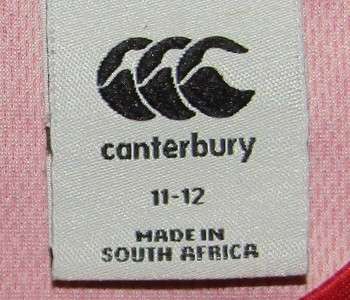 canterbury
11-12
MADE IN
SOUTH AFRICA